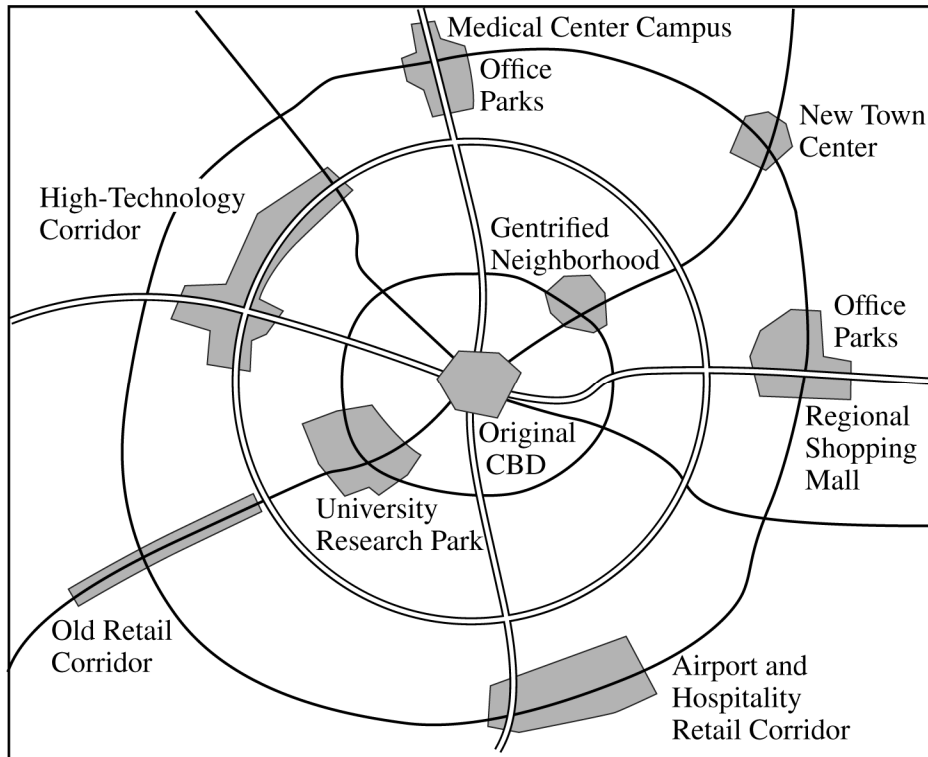 Medical Center Campus
Office
Parks
New Town
Center
High-Technology
Corridor
Gentrified
Neighborhood
Office
Parks
Original
CBD
Regional
Shopping
Mall
University
Research Park
Old Retail
Corridor
Airport and
Hospitality
Retail Corridor